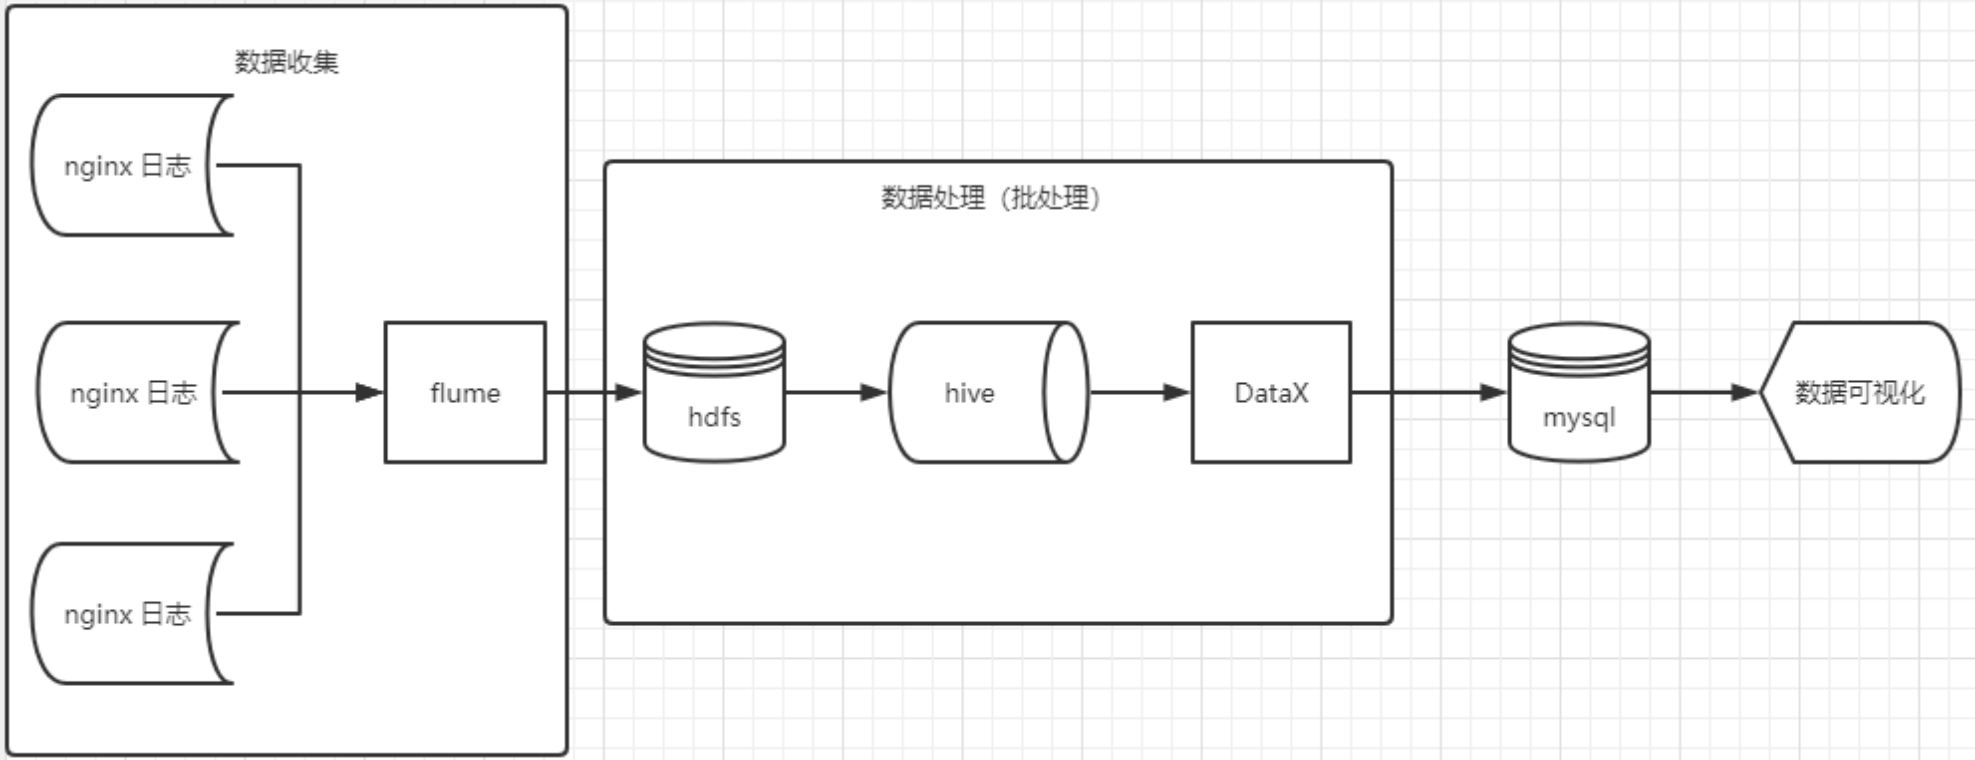 数据收集
nginx 日志
nginx 日志
nginx 日志
flume
数据处理（批处理）
hdfs
hive
DataX
mysql
数据可视化